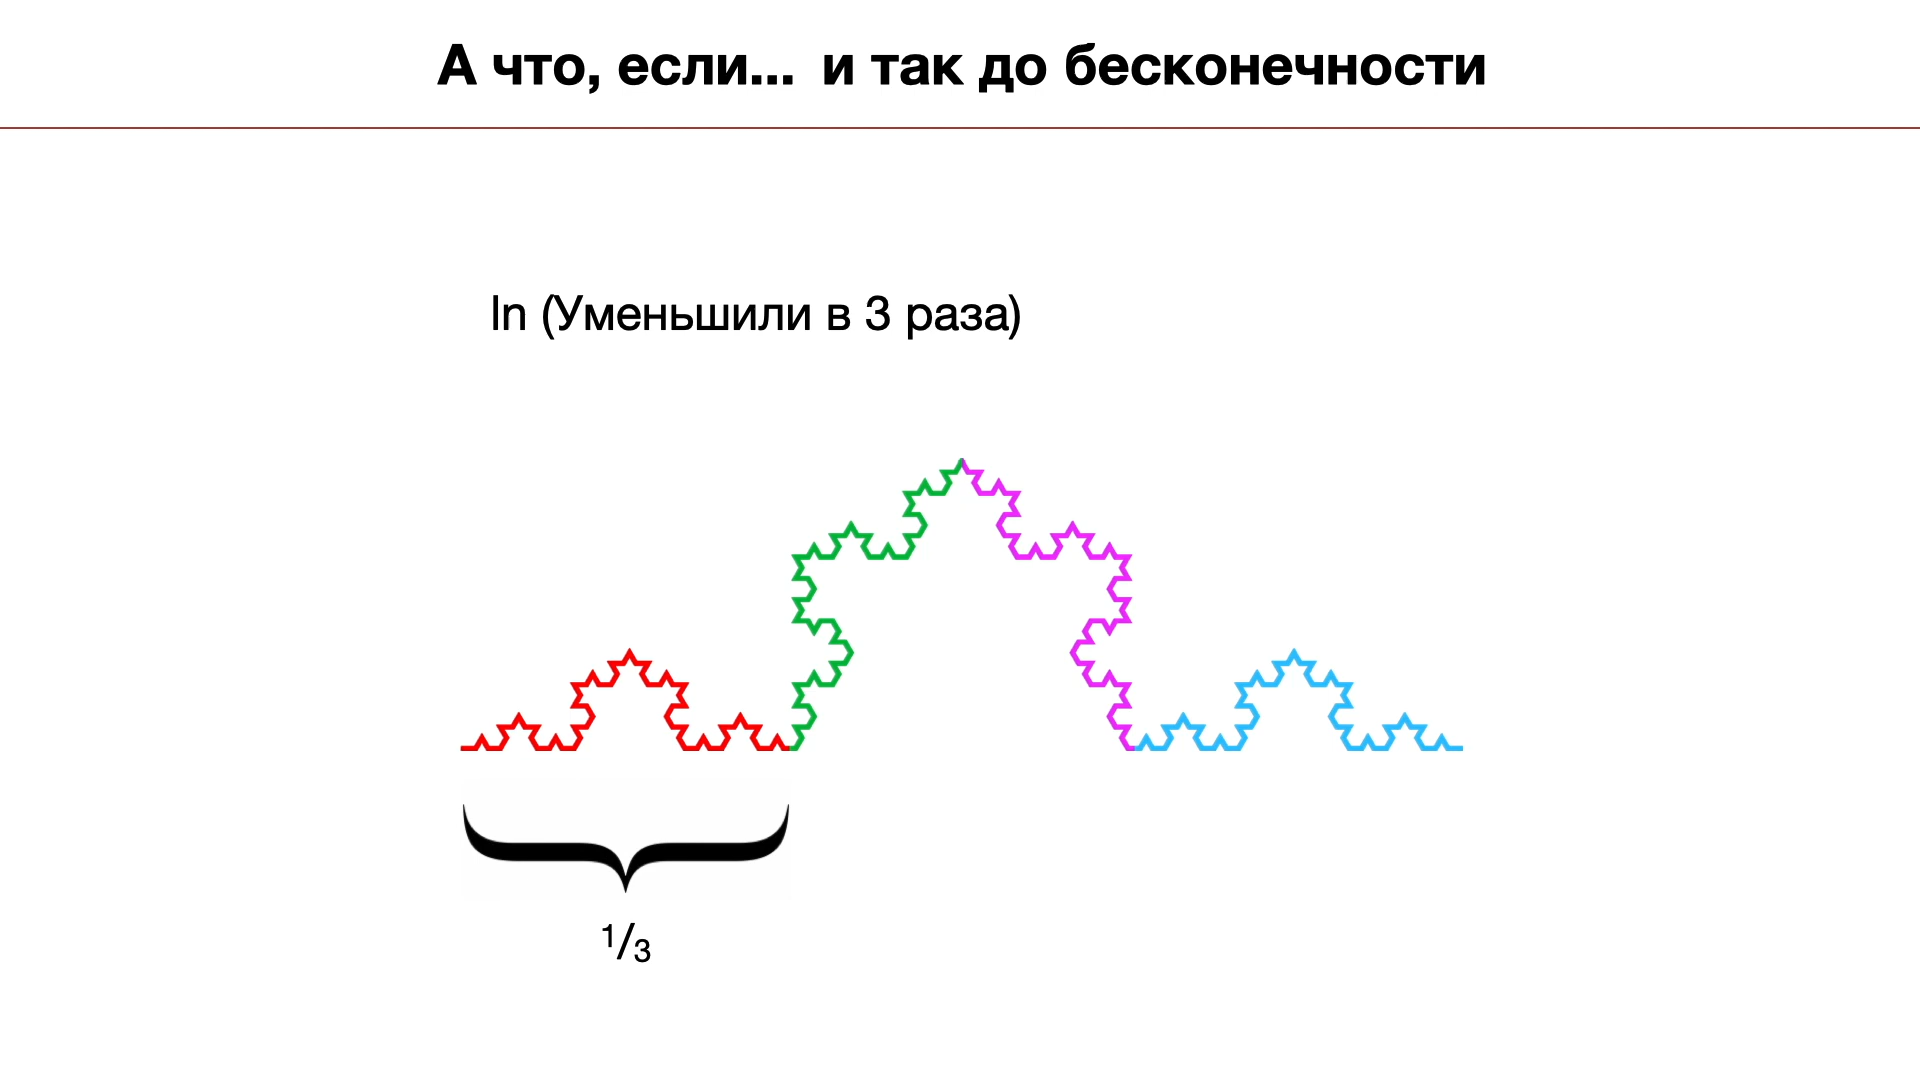 А что, если... и так до бесконечности
ln (Уменьшили в 3 раза)
1/3